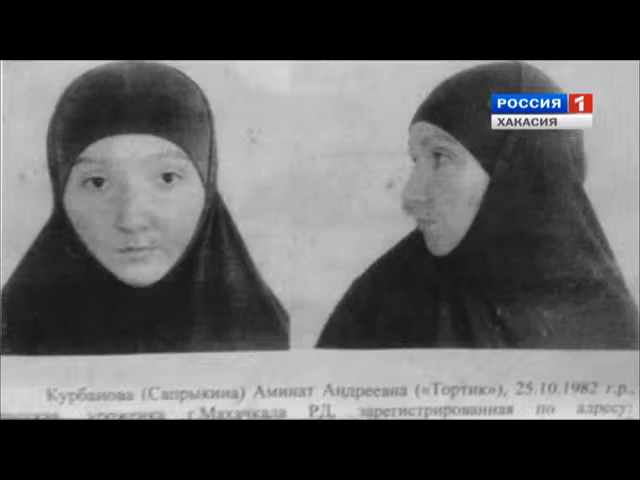 РОССИЯ 1
ХАКАСИЯ
Курбанова (Сапрыкина) Аминат Андреевна («Тортик»), 25.10.1982 г.р.,
уроженка г.Махачкала РД, зарегистрированная по адресу: